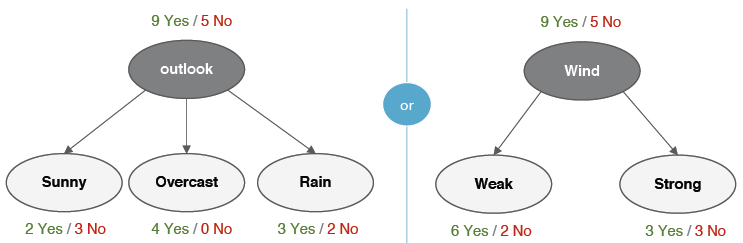 9 Yes / 5 No
outlook
Sunny
Overcast
Rain
2 Yes / 3 No
4 Yes / 0 No
3 Yes / 2 No
or
9 Yes / 5 No
Wind
Weak
Strong
6 Yes / 2 No
3 Yes / 3 No